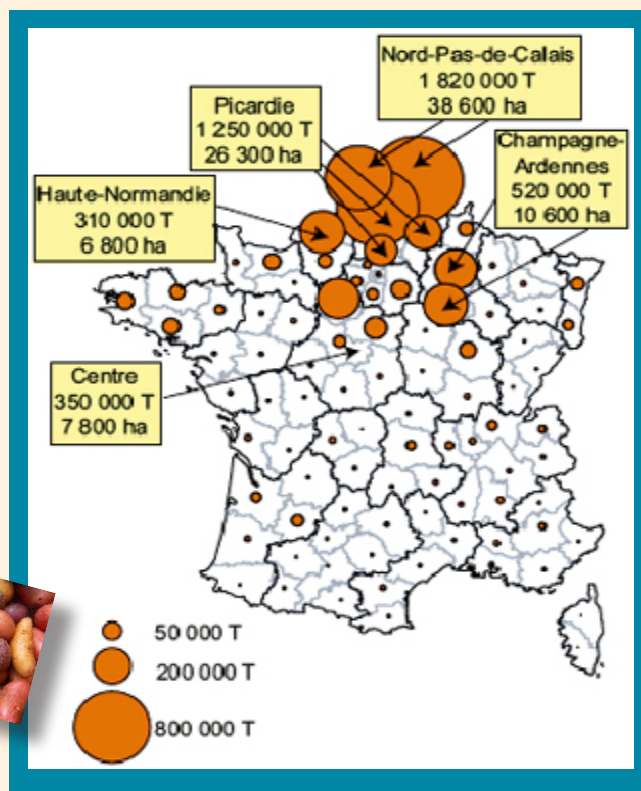 Nord-Pas-de-Calais
1 820 000 T
38 600 ha
Picardie
1 250 000 T
26 300 ha
Champagne-
Ardennes
520 000 T
10 600 ha
Haute-Normandie
310 000 T
6 800 ha
Centre
350 000 T
7 800 ha
50 000 T
200 000 T
800 000 T